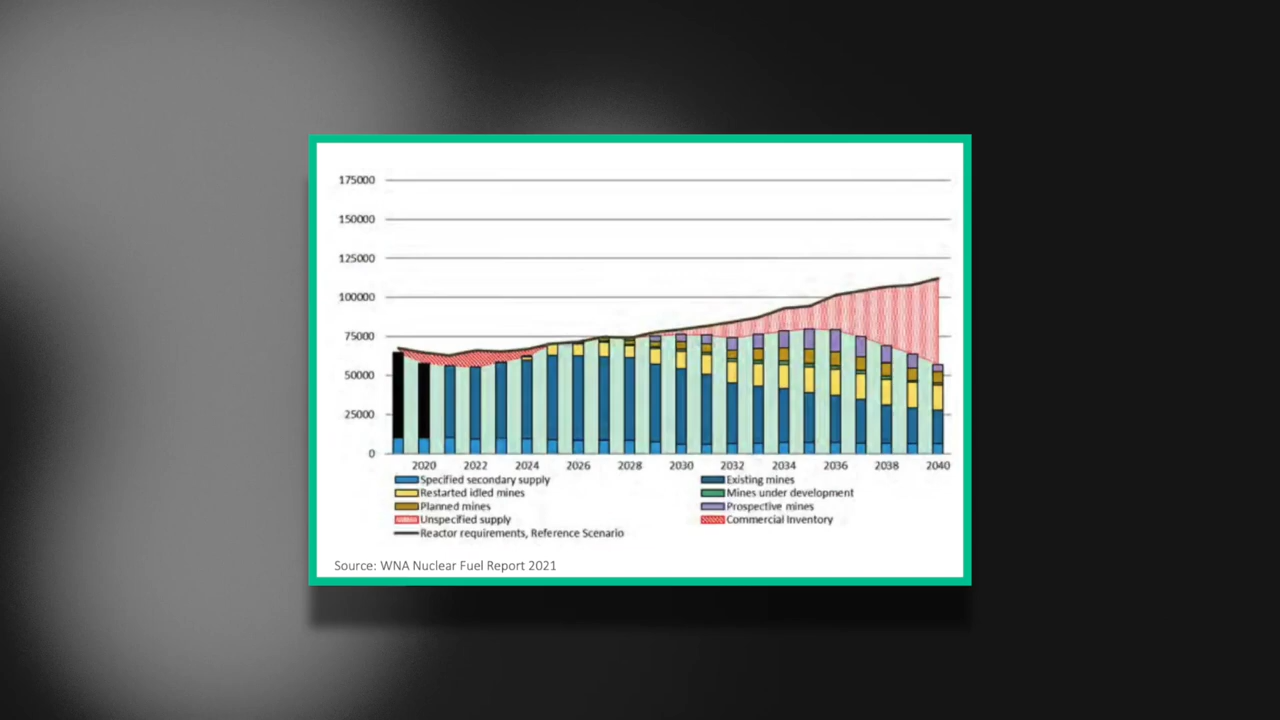 175000
150000
125000
100000
75000
50000
25000
0
2020 2022 2024 2026 2028 2030 2032 2034 2036 2038 2040
Specified secondary supply Existing mines
Restarted idled mines Mines under development
Planned mines Prospective mines
Unspecified supply Commercial Inventory
Reactor requirements, Reference Scenario
Source: WNA Nuclear Fuel Report 2021